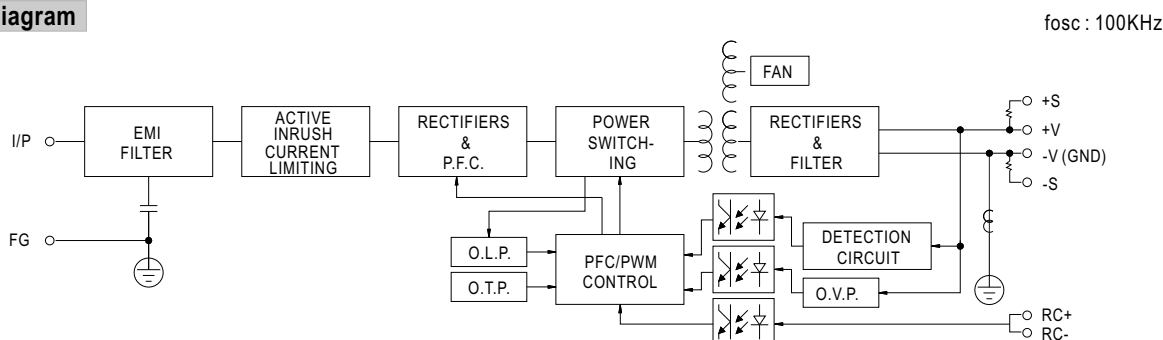 iagram
fosc : 100KHz
FAN
I/P
EMI
FILTER
ACTIVE
INRUSH
CURRENT
LIMITING
RECTIFIERS
&
P.F.C.
POWER
SWITCH-
ING
RECTIFIERS
&
FILTER
+S
+V
-V (GND)
-S
FG
O.L.P.
O.T.P.
PFC/PWM
CONTROL
DETECTION
CIRCUIT
O.V.P.
RC+
RC-